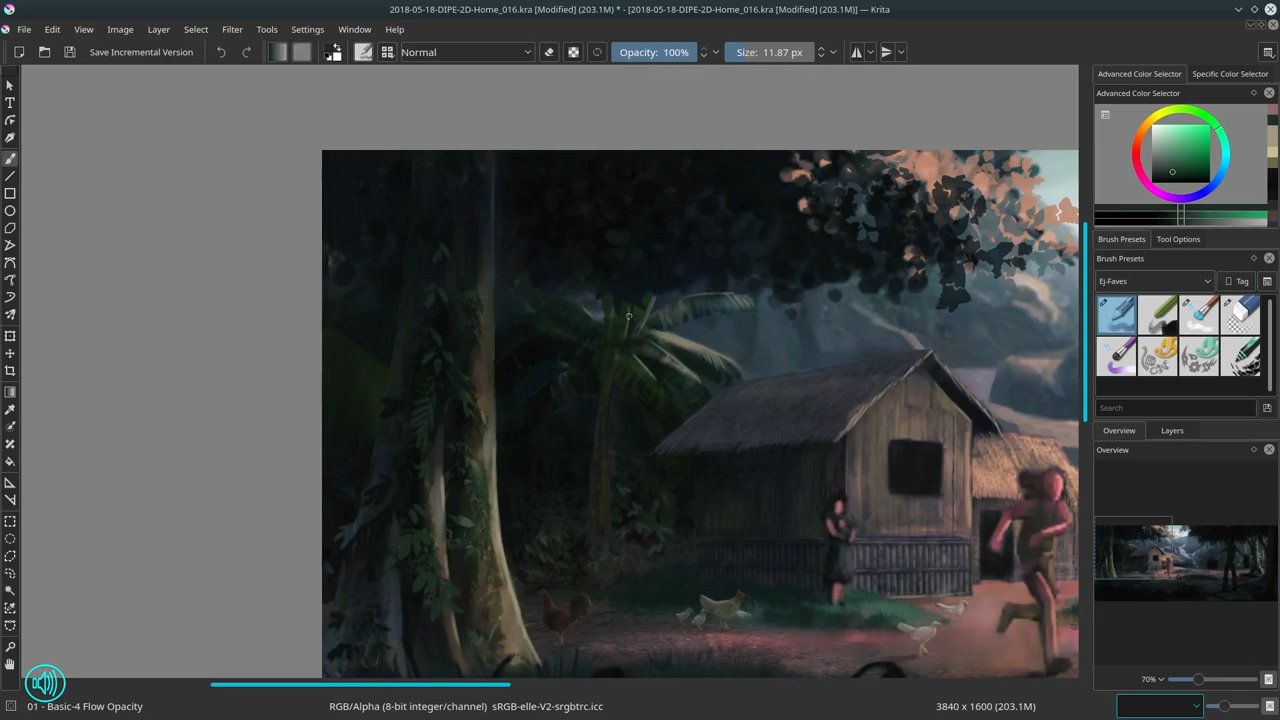 2018-05-18-DIPE-2D-Home_016.kra [Modified] (203.1M) * - [2018-05-18-DIPE-2D-Home_016.kra [Modified] (203.1M)] — Krita
File Edit View Image Layer Select Filter Tools Settings Window Help
Save Incremental Version Normal Opacity: 100% Size: 11.87 px
Advanced Color Selector Specific Color Selector
Advanced Color Selector
Brush Presets Tool Options
Brush Presets
Ej-Faves Tag
Search
Overview Layers
Overview
70%
01 - Basic-4 Flow Opacity RGB/Alpha (8-bit integer/channel) sRGB-elle-V2-srgbtrc.icc 3840 x 1600 (203.1M)